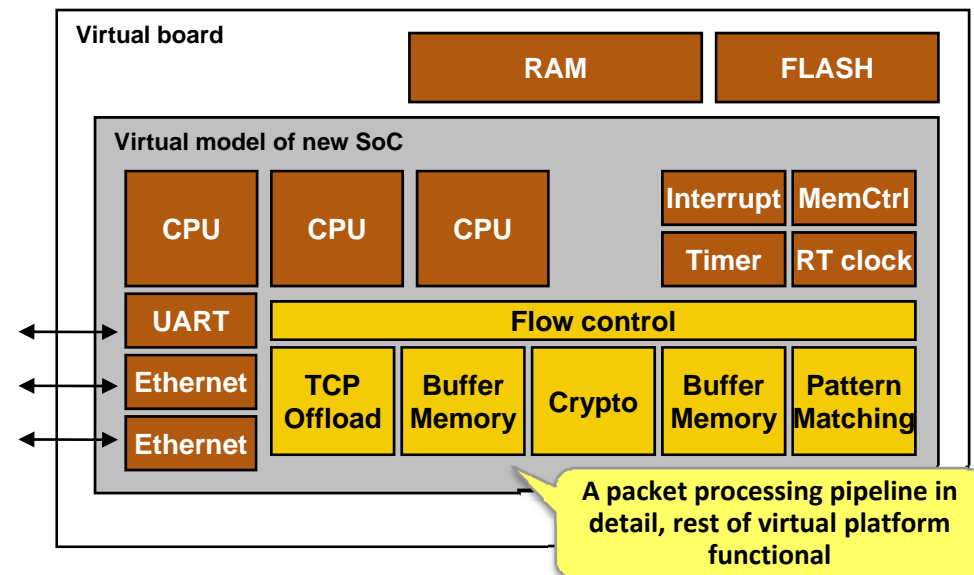 Virtual board
RAM
FLASH
Virtual model of new SoC
CPU
CPU
CPU
Interrupt
MemCtrl
Timer
RT clock
UART
Flow control
Ethernet
Ethernet
TCP
Offload
Buffer
Memory
Crypto
Buffer
Memory
Pattern
Matching
A packet processing pipeline in
detail, rest of virtual platform
functional